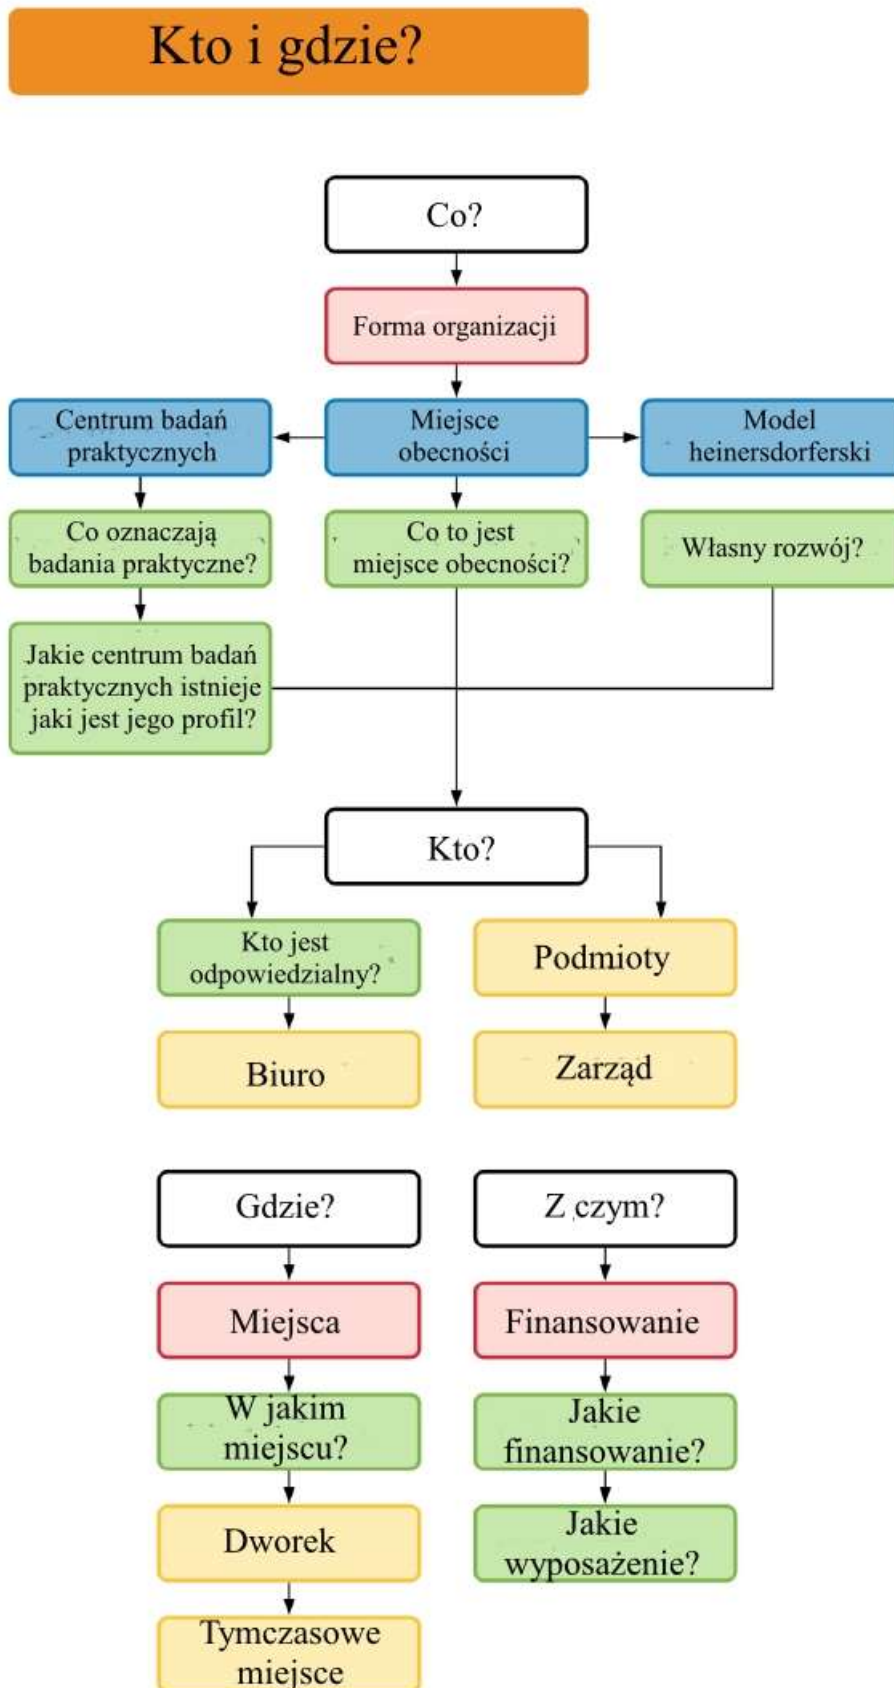 Kto i gdzie?
Co?
Forma organizacji
Centrum badań
praktycznych
Miejsce
obecności
Model
heinersdorferski
Co oznaczają
badania praktyczne?
Co to jest
miejsce obecności?
Własny rozwój?
Jakie centrum badań
praktycznych istnieje
jaki jest jego profil?
Kto?
Kto jest
odpowiedzialny?
Podmioty
Biuro
Zarząd
Gdzie?
Z czym?
Miejsca
Finansowanie
W jakim
miejscu?
Jakie
finansowanie?
Dworek
Jakie
wyposażenie?
Tymczasowe
miejsce